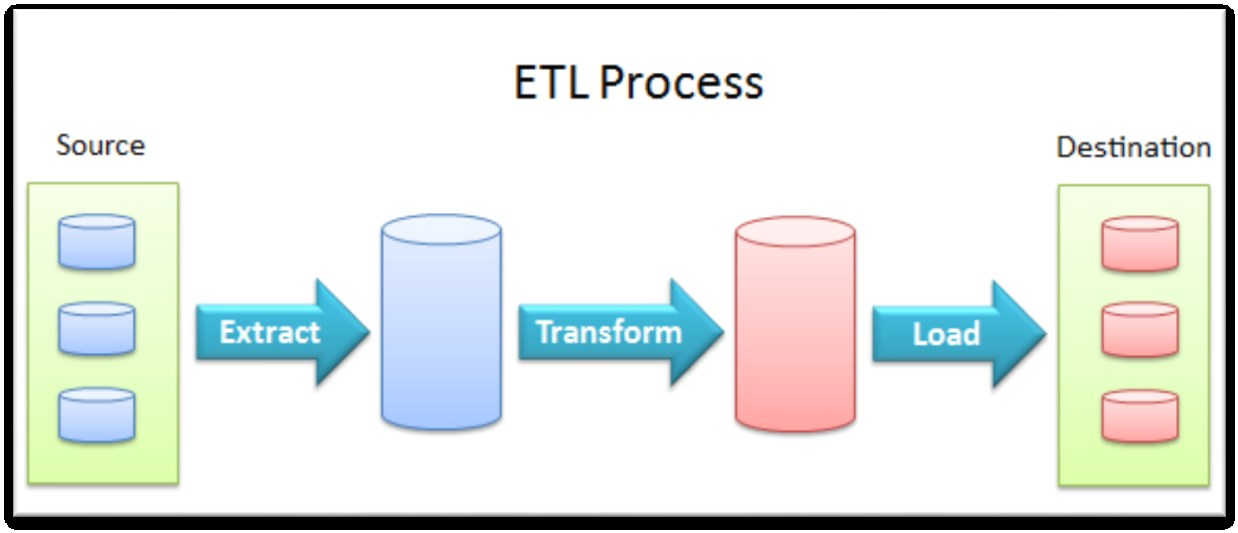 ETL Process
Source
Destination
Extract
Transform
Load